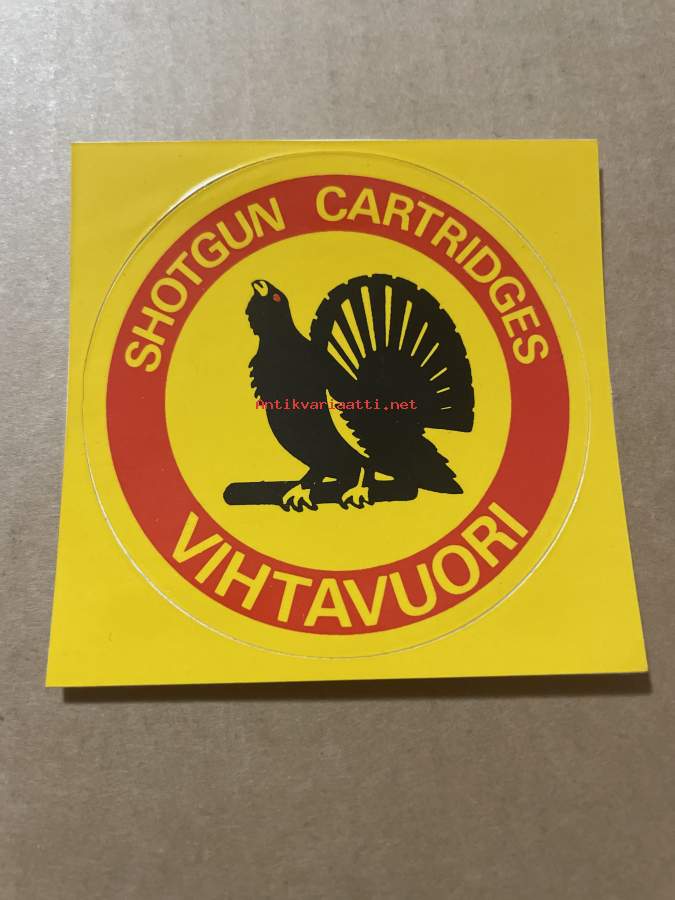 SHOTGUN CARTRIDGES
Antikvariaatti.net
VIHTAVUORI